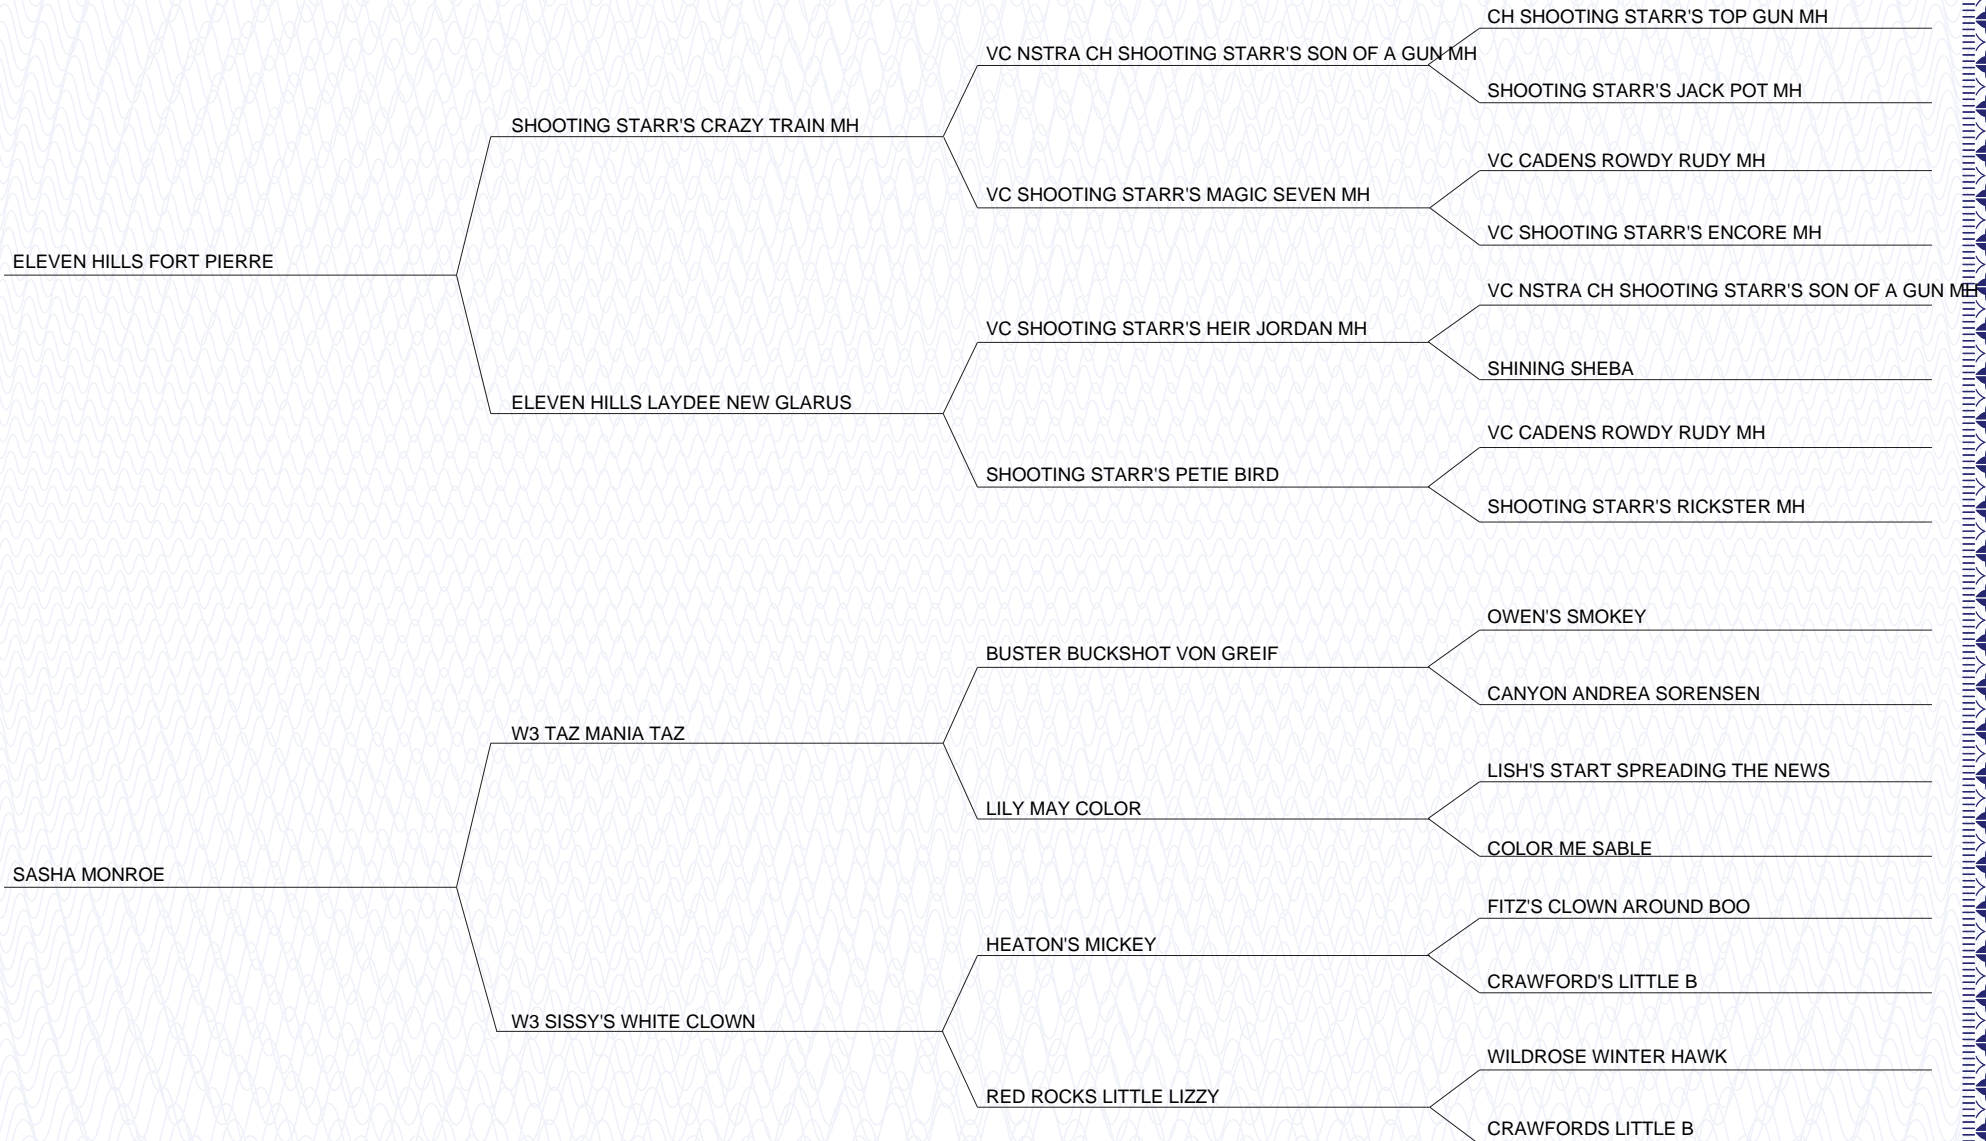 CH SHOOTING STARR'S TOP GUN MH
VC NSTRA CH SHOOTING STARR'S SON OF A GUN MH
SHOOTING STARR'S JACK POT MH
SHOOTING STARR'S CRAZY TRAIN MH
VC CADENS ROWDY RUDY MH
VC SHOOTING STARR'S MAGIC SEVEN MH
VC SHOOTING STARR'S ENCORE MH
ELEVEN HILLS FORT PIERRE
VC NSTRA CH SHOOTING STARR'S SON OF A GUN MH
VC SHOOTING STARR'S HEIR JORDAN MH
SHINING SHEBA
ELEVEN HILLS LAYDEE NEW GLARUS
VC CADENS ROWDY RUDY MH
SHOOTING STARR'S PETIE BIRD
SHOOTING STARR'S RICKSTER MH
OWEN'S SMOKEY
BUSTER BUCKSHOT VON GREIF
CANYON ANDREA SORENSEN
W3 TAZ MANIA TAZ
LISH'S START SPREADING THE NEWS
LILY MAY COLOR
COLOR ME SABLE
SASHA MONROE
FITZ'S CLOWN AROUND BOO
HEATON'S MICKEY
CRAWFORD'S LITTLE B
W3 SISSY'S WHITE CLOWN
WILDROSE WINTER HAWK
RED ROCKS LITTLE LIZZY
CRAWFORDS LITTLE B